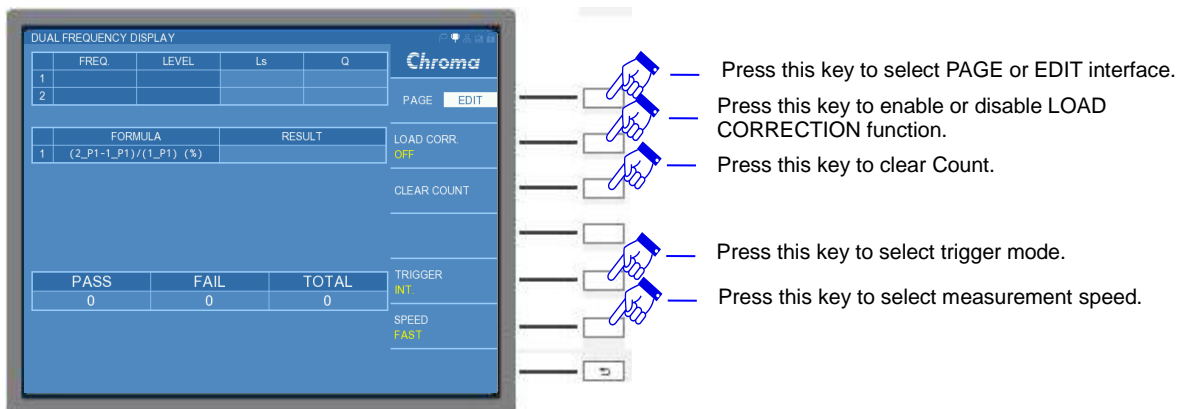 DUAL FREQUENCY DISPLAY
FREQ. LEVEL Ls Q
1
2
FORMULA RESULT
1 (2_P1-1_P1)/(1_P1) (%)
PASS FAIL TOTAL
0 0 0
Chroma
PAGE EDIT
LOAD CORR.
OFF
CLEAR COUNT
TRIGGER
INT.
SPEED
FAST
Press this key to select PAGE or EDIT interface.
Press this key to enable or disable LOAD
CORRECTION function.
Press this key to clear Count.
Press this key to select trigger mode.
Press this key to select measurement speed.